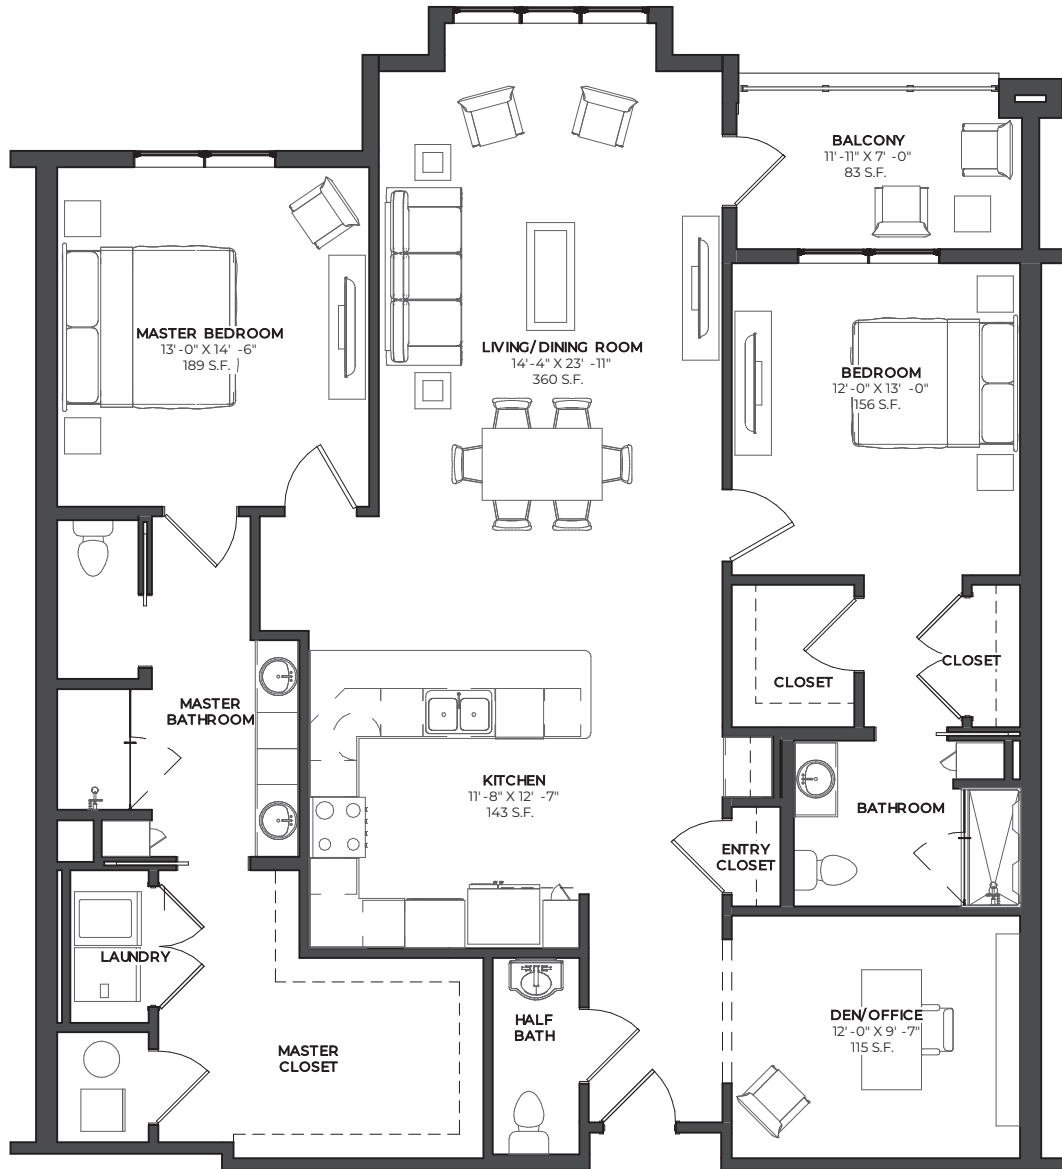 BALCONY
11'-11" X 7' -0"
83 S.F.
MASTER BEDROOM
13'-0" X 14' -6"
189 S.F.
LIVING/DINING ROOM
14'-4" X 23' -11"
360 S.F.
BEDROOM
12'-0" X 13' -0"
156 S.F.
CLOSET
CLOSET
MASTER
BATHROOM
KITCHEN
11'-8" X 12' -7"
143 S.F.
BATHROOM
ENTRY
CLOSET
LAUNDRY
HALF
BATH
DEN/OFFICE
12'-0" X 9' -7"
115 S.F.
MASTER
CLOSET